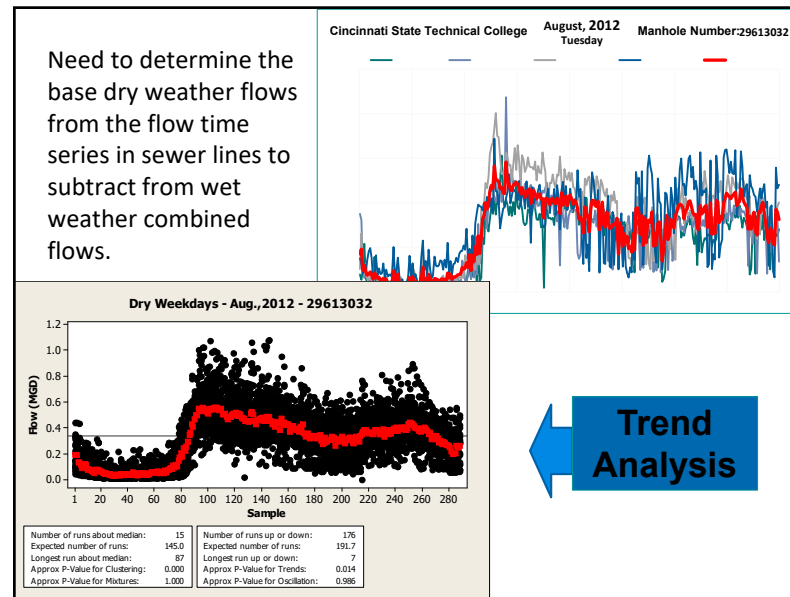 Need to determine the
base dry weather flows
from the flow time
series in sewer lines to
subtract from wet
weather combined
flows.
Cincinnati State Technical College August, 2012 Manhole Number:29613032
Tuesday
Dry Weekdays - Aug.,2012 - 29613032
Flow (MGD)
1.2
1.0
0.8
0.6
0.4
0.2
0.0
1 20 40 60 80 100 120 140 160 180 200 220 240 260 280
Sample
Number of runs about median: 15
Expected number of runs: 145.0
Longest run about median: 87
Approx P-Value for Clustering: 0.000
Approx P-Value for Mixtures: 1.000
Number of runs up or down: 176
Expected number of runs: 191.7
Longest run up or down: 7
Approx P-Value for Trends: 0.014
Approx P-Value for Oscillation: 0.986
Trend
Analysis